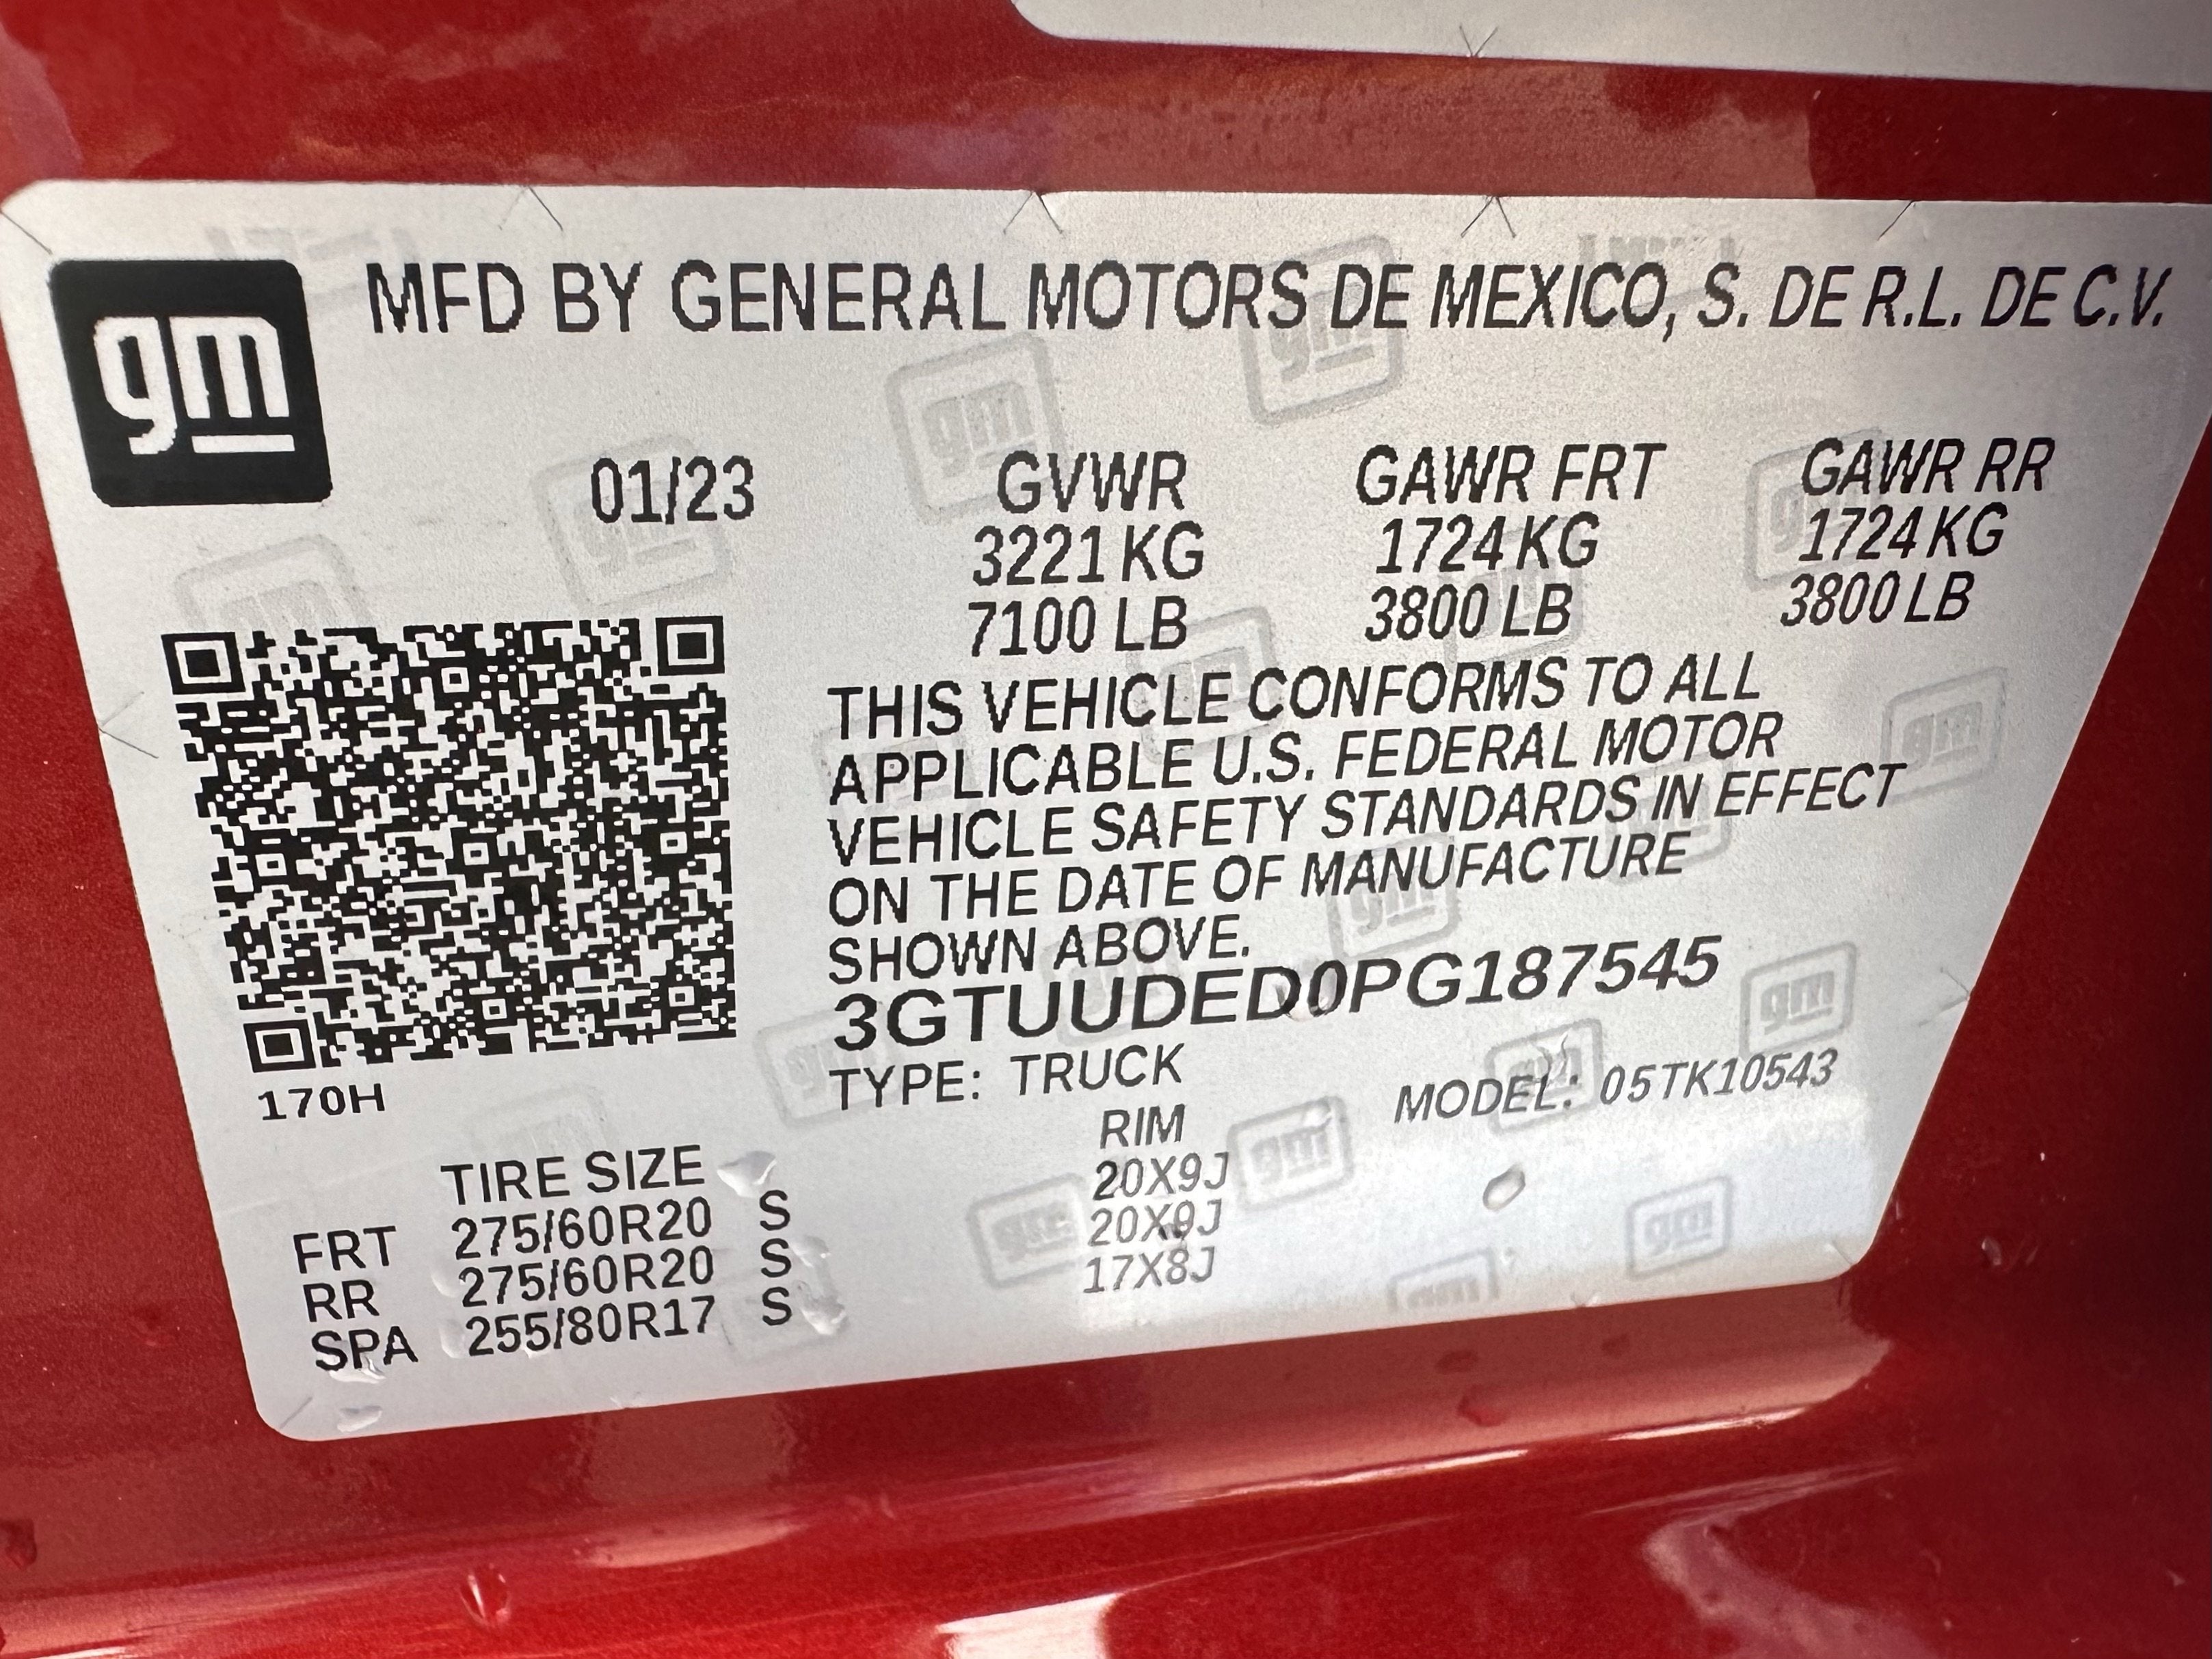 gm MFD BY GENERAL MOTORS DE MEXICO, S. DE R.L. DE C.V.
01/23 GVWR GAWR FRT GAWR RR
3221 KG 1724 KG 1724 KG
7100 LB 3800 LB 3800 LB
THIS VEHICLE CONFORMS TO ALL
APPLICABLE U.S. FEDERAL MOTOR
VEHICLE SAFETY STANDARDS IN EFFECT
ON THE DATE OF MANUFACTURE
SHOWN ABOVE.
3GTUUDED0PG187545
170H TYPE: TRUCK MODEL: 05TK10543
TIRE SIZE RIM
FRT 275/60R20 S 20X9J
RR 275/60R20 S 20X9J
SPA 255/80R17 S 17X8J